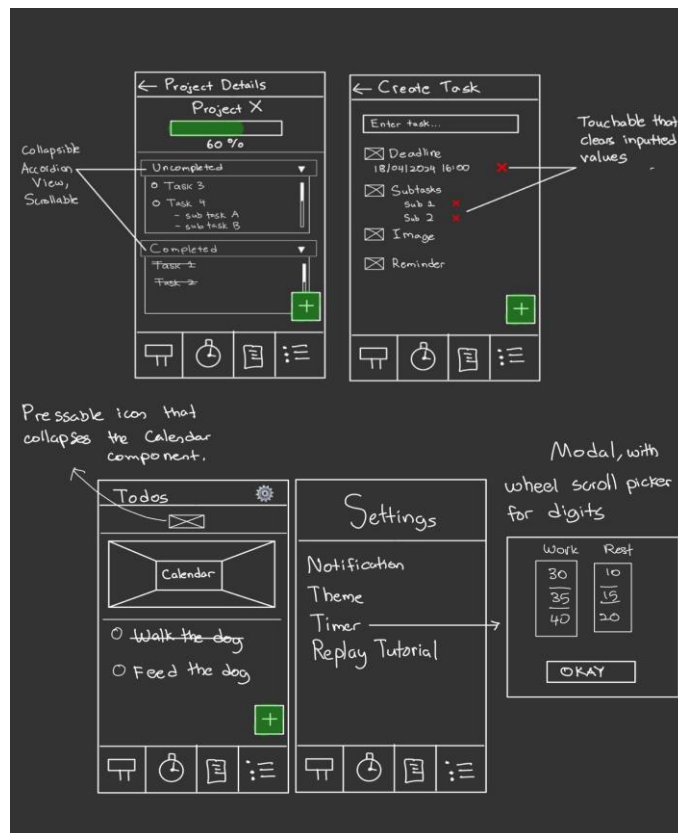 ← Project Details
Project X
60 %
Collapsible
Accordion
View,
Scrollable
Uncompleted ▼
Task 3
Task 4
- sub task A
- sub task B
Completed ▼
Task 1
Task 2
+
← Create Task
Enter task...
Deadline
18/04/2024 16:00 ×
Subtasks
Sub 1 ×
Sub 2 ×
Image
Reminder
+
Touchable that
clears inputted
values
Pressable icon that
collapses the Calendar
component.
Todos
Calendar
Walk the dog
Feed the dog
+
Settings
Notification
Theme
Timer
Replay Tutorial
Modal, with
wheel scroll picker
for digits
Work Rest
30 10
35 15
40 20
OKAY